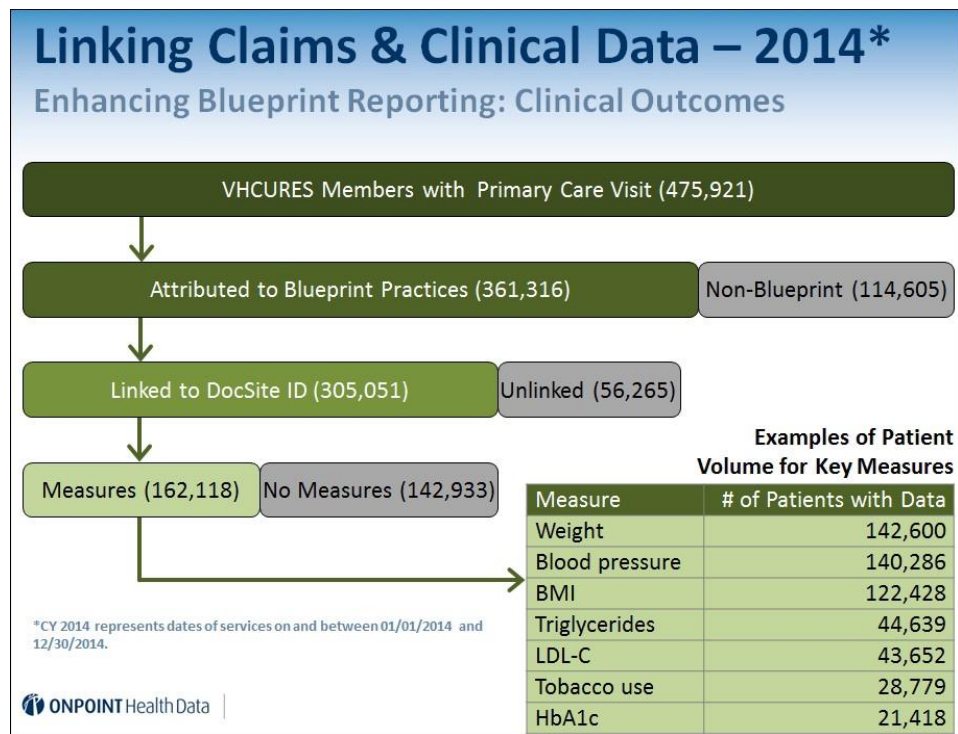 Linking Claims & Clinical Data – 2014*
Enhancing Blueprint Reporting: Clinical Outcomes
VHCURES Members with Primary Care Visit (475,921)
Attributed to Blueprint Practices (361,316)
Non-Blueprint (114,605)
Linked to DocSite ID (305,051)
Unlinked (56,265)
Measures (162,118)
No Measures (142,933)
Examples of Patient
Volume for Key Measures
Measure # of Patients with Data
Weight 142,600
Blood pressure 140,286
BMI 122,428
Triglycerides 44,639
LDL-C 43,652
Tobacco use 28,779
HbA1c 21,418
*CY 2014 represents dates of services on and between 01/01/2014 and
12/30/2014.
ONPOINT Health Data